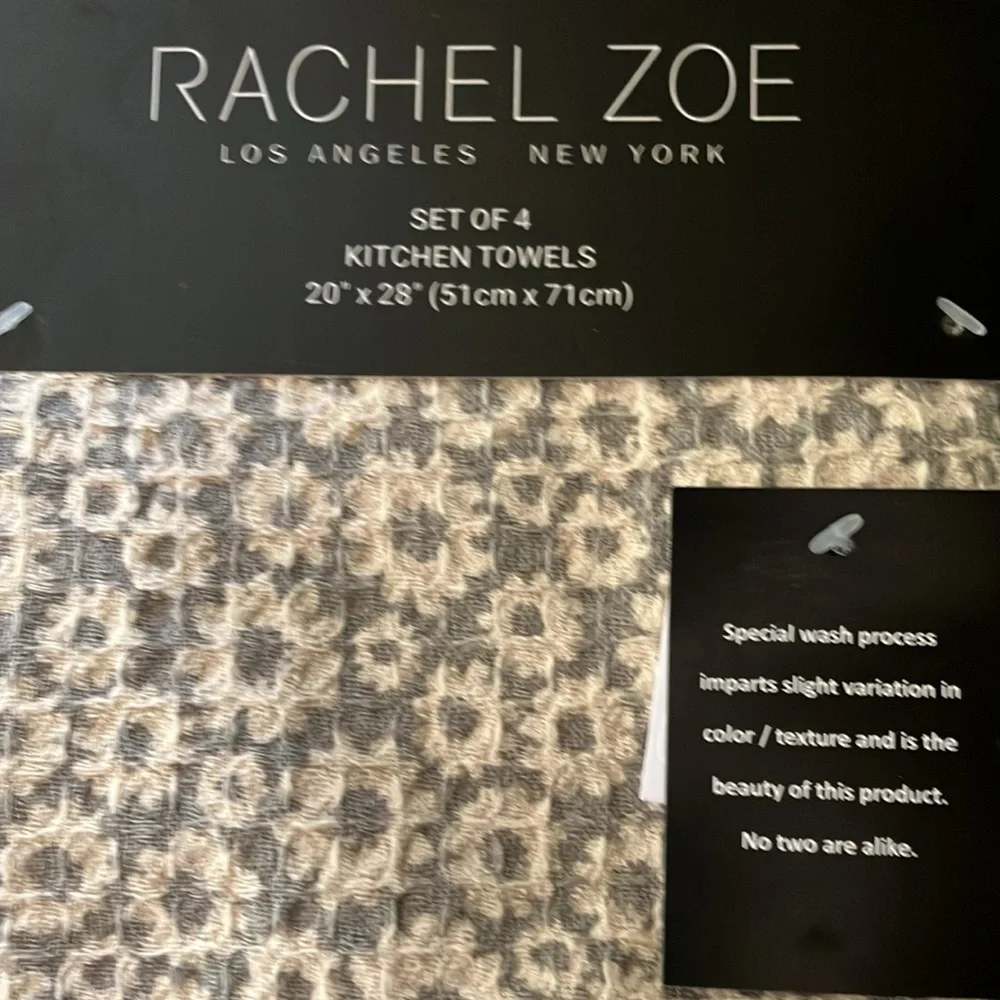 RACHEL ZOE
LOS ANGELES NEW YORK
SET OF 4
KITCHEN TOWELS
20" x 28" (51cm x 71cm)
Special wash process
imparts slight variation in
color / texture and is the
beauty of this product.
No two are alike.